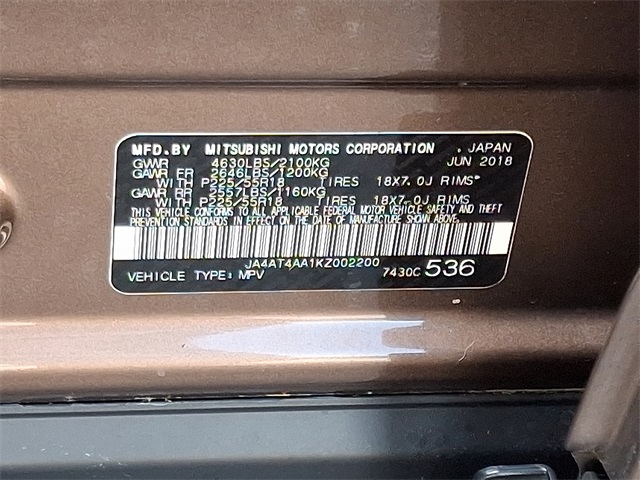 MFD. BY MITSUBISHI MOTORS CORPORATION . JAPAN
GVWR 4630LBS/2100KG JUN 2018
GAWR FR 2646LBS/1200KG
WITH P225/55R18 TIRES 18X7.0J RIMS
GAWR RR 2557LBS/1160KG
WITH P225/55R18 TIRES 18X7.0J RIMS
THIS VEHICLE CONFORMS TO ALL APPLICABLE FEDERAL MOTOR VEHICLE SAFETY AND THEFT
PREVENTION STANDARDS IN EFFECT ON THE DATE OF MANUFACTURE SHOWN ABOVE.
JA4AT4AA1KZ002200
VEHICLE TYPE: MPV 7430C 536